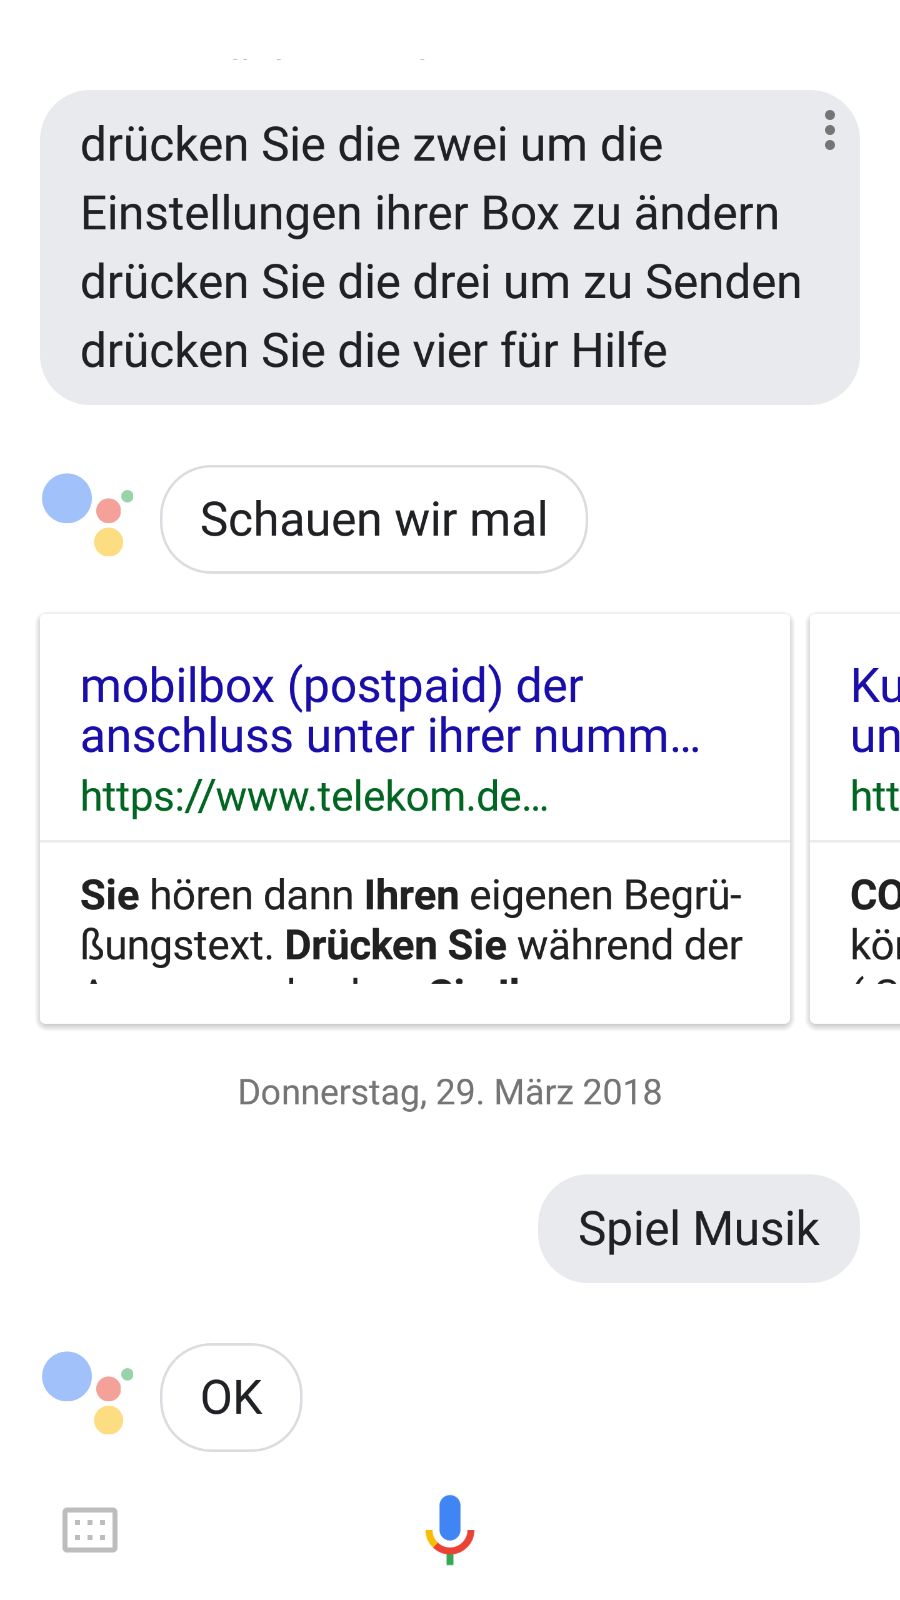 drücken Sie die zwei um die
Einstellungen ihrer Box zu ändern
drücken Sie die drei um zu Senden
drücken Sie die vier für Hilfe
Schauen wir mal
mobilbox (postpaid) der
anschluss unter ihrer numm...
https://www.telekom.de...
Sie hören dann Ihren eigenen Begrü-
ßungstext. Drücken Sie während der
Ku
un
htt
CO
kör
Donnerstag, 29. März 2018
Spiel Musik
OK